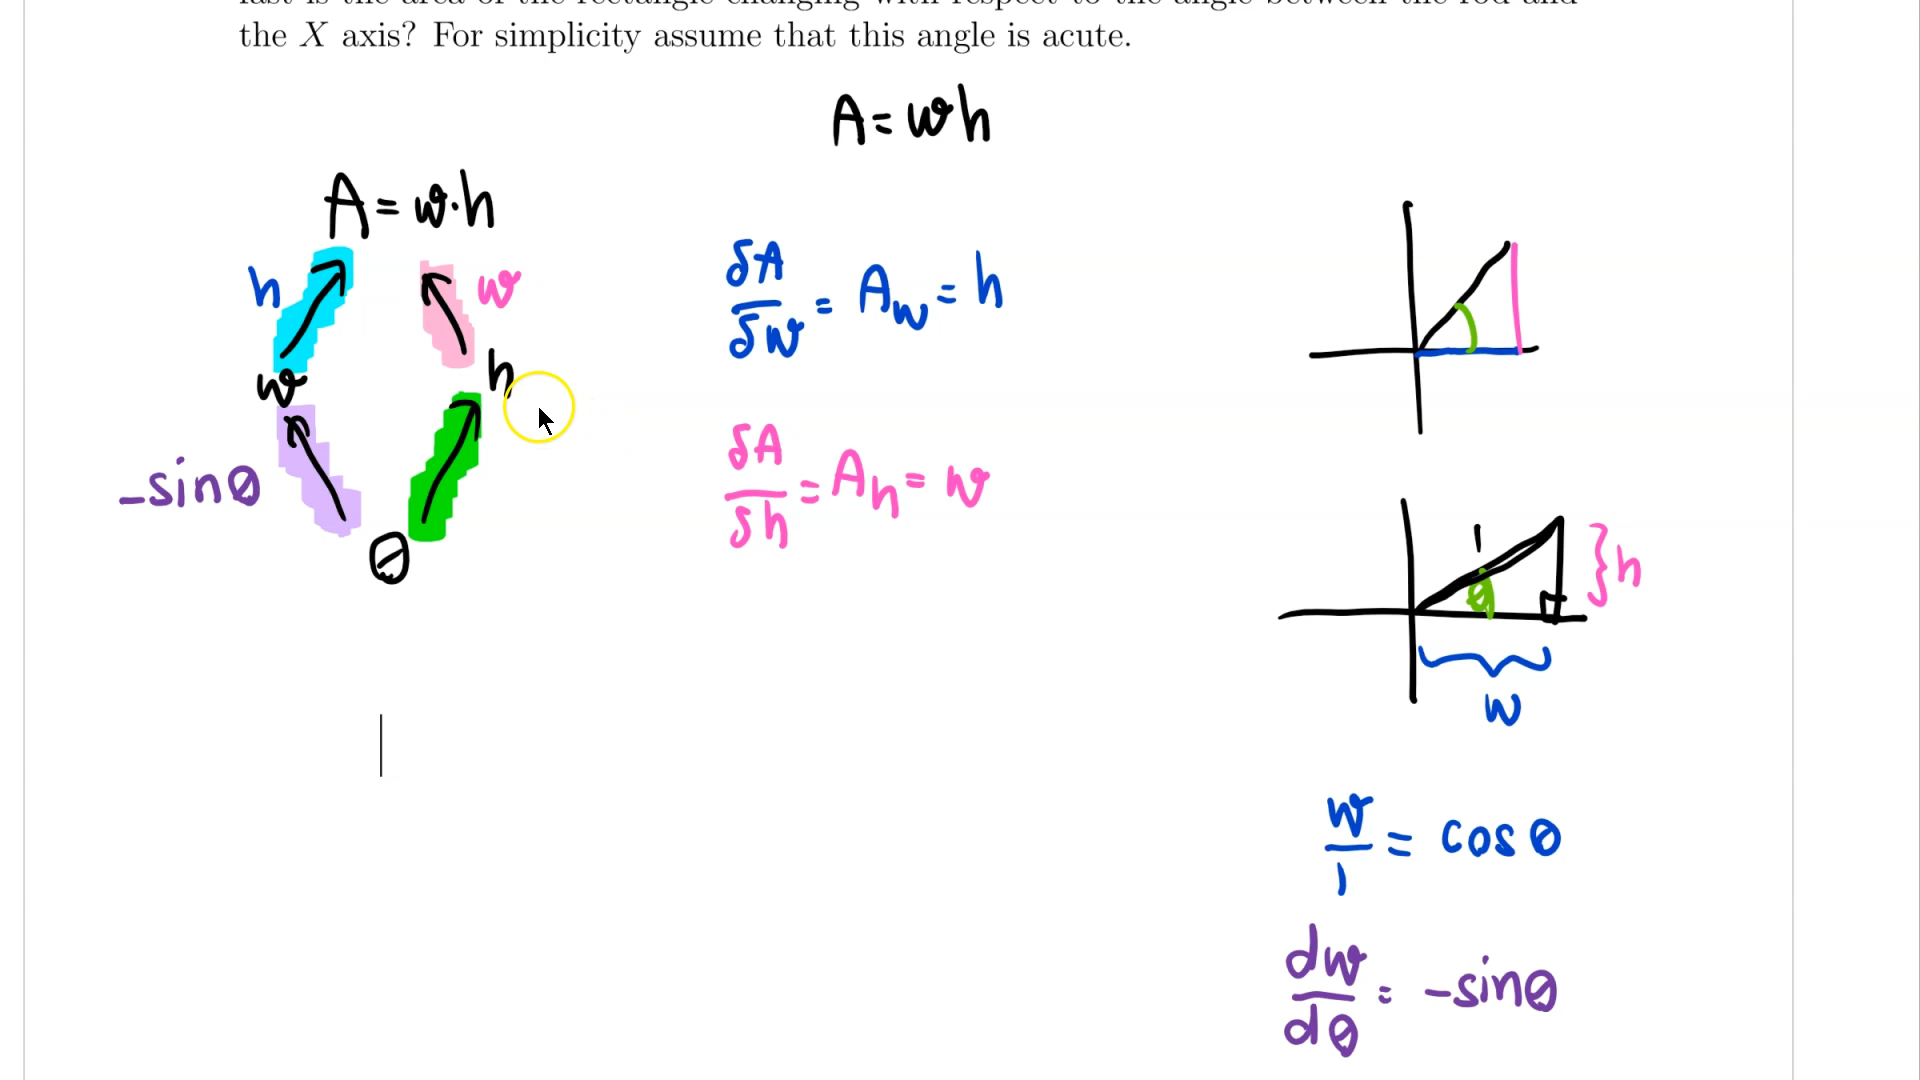 the X axis? For simplicity assume that this angle is acute.
A = wh
A = w·h
h
w
w
h
-sinθ
θ
δA/δw = A_w = h
δA/δh = A_h = w
1
θ
}h
w
w/1 = cosθ
dw/dθ = -sinθ